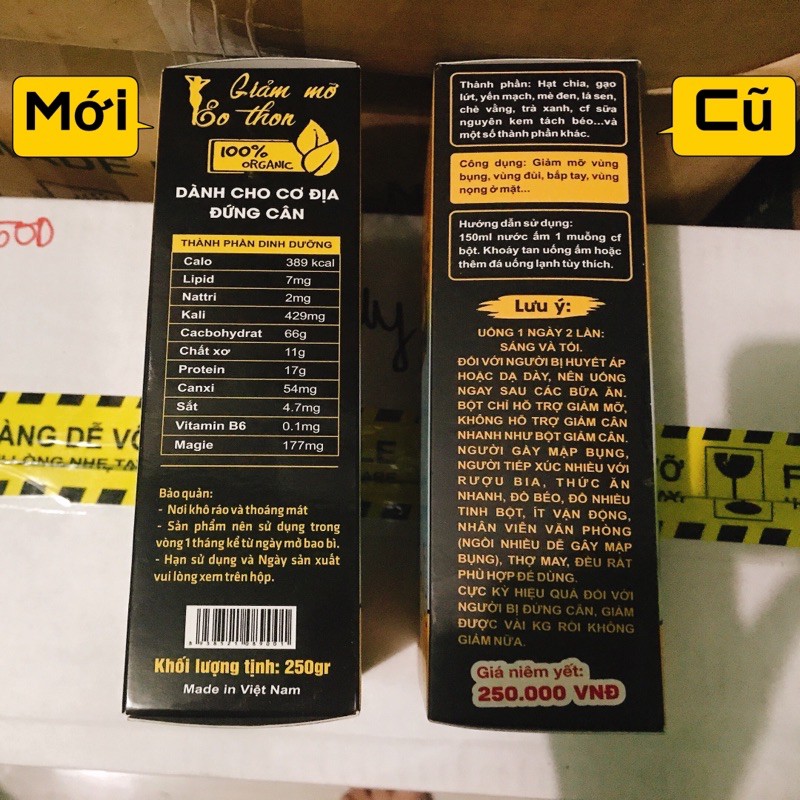 Mới
Giảm mỡ
Eo thon
100%
ORGANIC
DÀNH CHO CƠ ĐỊA
ĐỨNG CÂN
THÀNH PHẦN DINH DƯỠNG
Calo 389 kcal
Lipid 7mg
Nattri 2mg
Kali 429mg
Cacbohydrat 66g
Chất xơ 11g
Protein 17g
Canxi 54mg
Sắt 4.7mg
Vitamin B6 0.1mg
Magie 177mg
Bảo quản:
- Nơi khô ráo và thoáng mát
- Sản phẩm nên sử dụng trong
vòng 1 tháng kể từ ngày mở bao bì.
- Hạn sử dụng và Ngày sản xuất
vui lòng xem trên hộp.
Khối lượng tịnh: 250gr
Made in Việt Nam
Cũ
Thành phần: Hạt chia, gạo
lứt, yến mạch, mè đen, lá sen,
chè vằng, trà xanh, cf sữa
nguyên kem tách béo...và
một số thành phần khác.
Công dụng: Giảm mỡ vùng
bụng, vùng đùi, bắp tay, vùng
nọng ở mặt...
Hướng dẫn sử dụng:
150ml nước ấm 1 muỗng cf
bột. Khoáy tan uống ấm hoặc
thêm đá uống lạnh tùy thích.
Lưu ý:
UỐNG 1 NGÀY 2 LẦN:
SÁNG VÀ TỐI.
ĐỐI VỚI NGƯỜI BỊ HUYẾT ÁP
HOẶC DẠ DÀY, NÊN UỐNG
NGAY SAU CÁC BỮA ĂN.
BỘT CHỈ HỖ TRỢ GIẢM MỠ,
KHÔNG HỖ TRỢ GIẢM CÂN
NHANH NHƯ BỘT GIẢM CÂN.
NGƯỜI GẦY MẬP BỤNG,
NGƯỜI TIẾP XÚC NHIỀU VỚI
RƯỢU BIA, THỨC ĂN
NHANH, ĐỒ BÉO, ĐỒ NHIỀU
TINH BỘT, ÍT VẬN ĐỘNG,
NHÂN VIÊN VĂN PHÒNG
(NGỒI NHIỀU DỄ GÂY MẬP
BỤNG), THỢ MAY, ĐỀU RẤT
PHÙ HỢP ĐỂ DÙNG.
CỰC KỲ HIỆU QUẢ ĐỐI VỚI
NGƯỜI BỊ ĐỨNG CÂN, GIẢM
ĐƯỢC VÀI KG RỒI KHÔNG
GIẢM NỮA.
Giá niêm yết:
250.000 VNĐ
ÀNG DỄ V